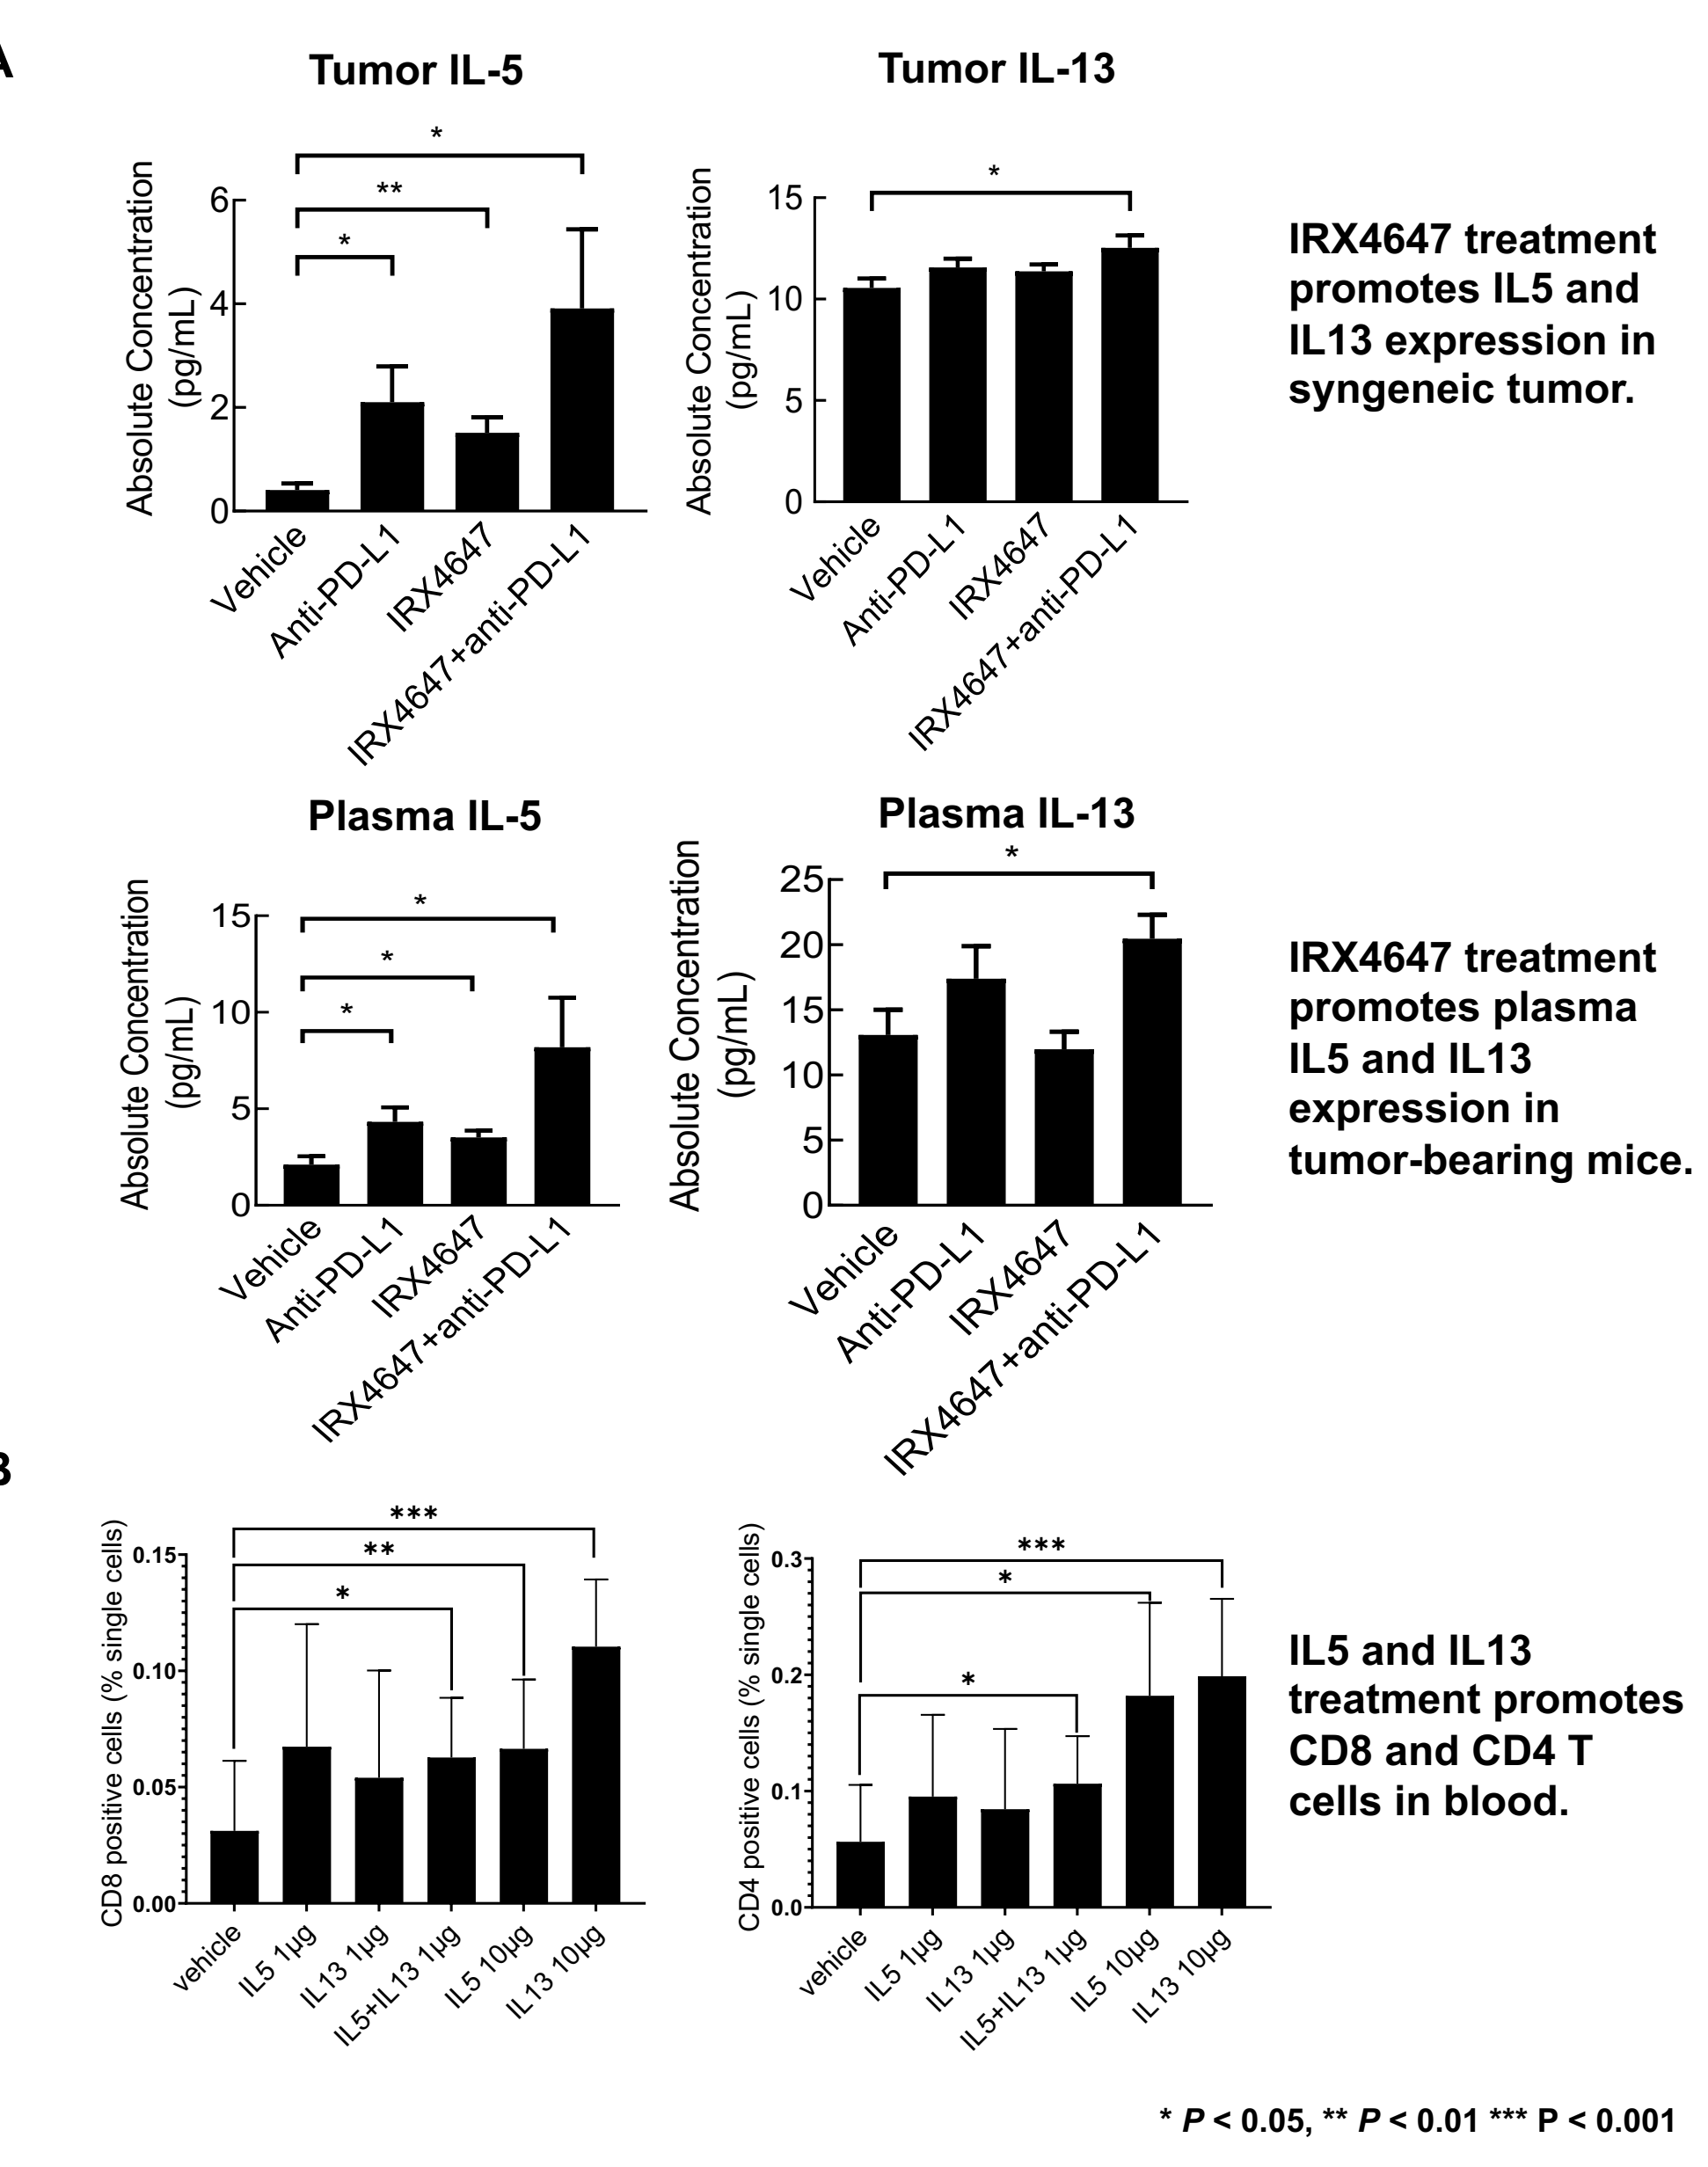 A
Tumor IL-5
Tumor IL-13
*
**
*
Absolute Concentration
(pg/mL)
6
4
2
0
Vehicle
Anti-PD-L1
IRX4647
IRX4647+anti-PD-L1
*
Absolute Concentration
(pg/mL)
15
10
5
0
Vehicle
Anti-PD-L1
IRX4647
IRX4647+anti-PD-L1
IRX4647 treatment
promotes IL5 and
IL13 expression in
syngeneic tumor.
Plasma IL-5
Plasma IL-13
*
*
*
Absolute Concentration
(pg/mL)
15
10
5
0
Vehicle
Anti-PD-L1
IRX4647
IRX4647+anti-PD-L1
*
Absolute Concentration
(pg/mL)
25
20
15
10
5
0
Vehicle
Anti-PD-L1
IRX4647
IRX4647+anti-PD-L1
IRX4647 treatment
promotes plasma
IL5 and IL13
expression in
tumor-bearing mice.
B
***
**
*
CD8 positive cells (% single cells)
0.15
0.10
0.05
0.00
vehicle
IL5 1µg
IL13 1µg
IL5+IL13 1µg
IL5 10µg
IL13 10µg
***
*
*
CD4 positive cells (% single cells)
0.3
0.2
0.1
0.0
vehicle
IL5 1µg
IL13 1µg
IL5+IL13 1µg
IL5 10µg
IL13 10µg
IL5 and IL13
treatment promotes
CD8 and CD4 T
cells in blood.
* P < 0.05, ** P < 0.01 *** P < 0.001